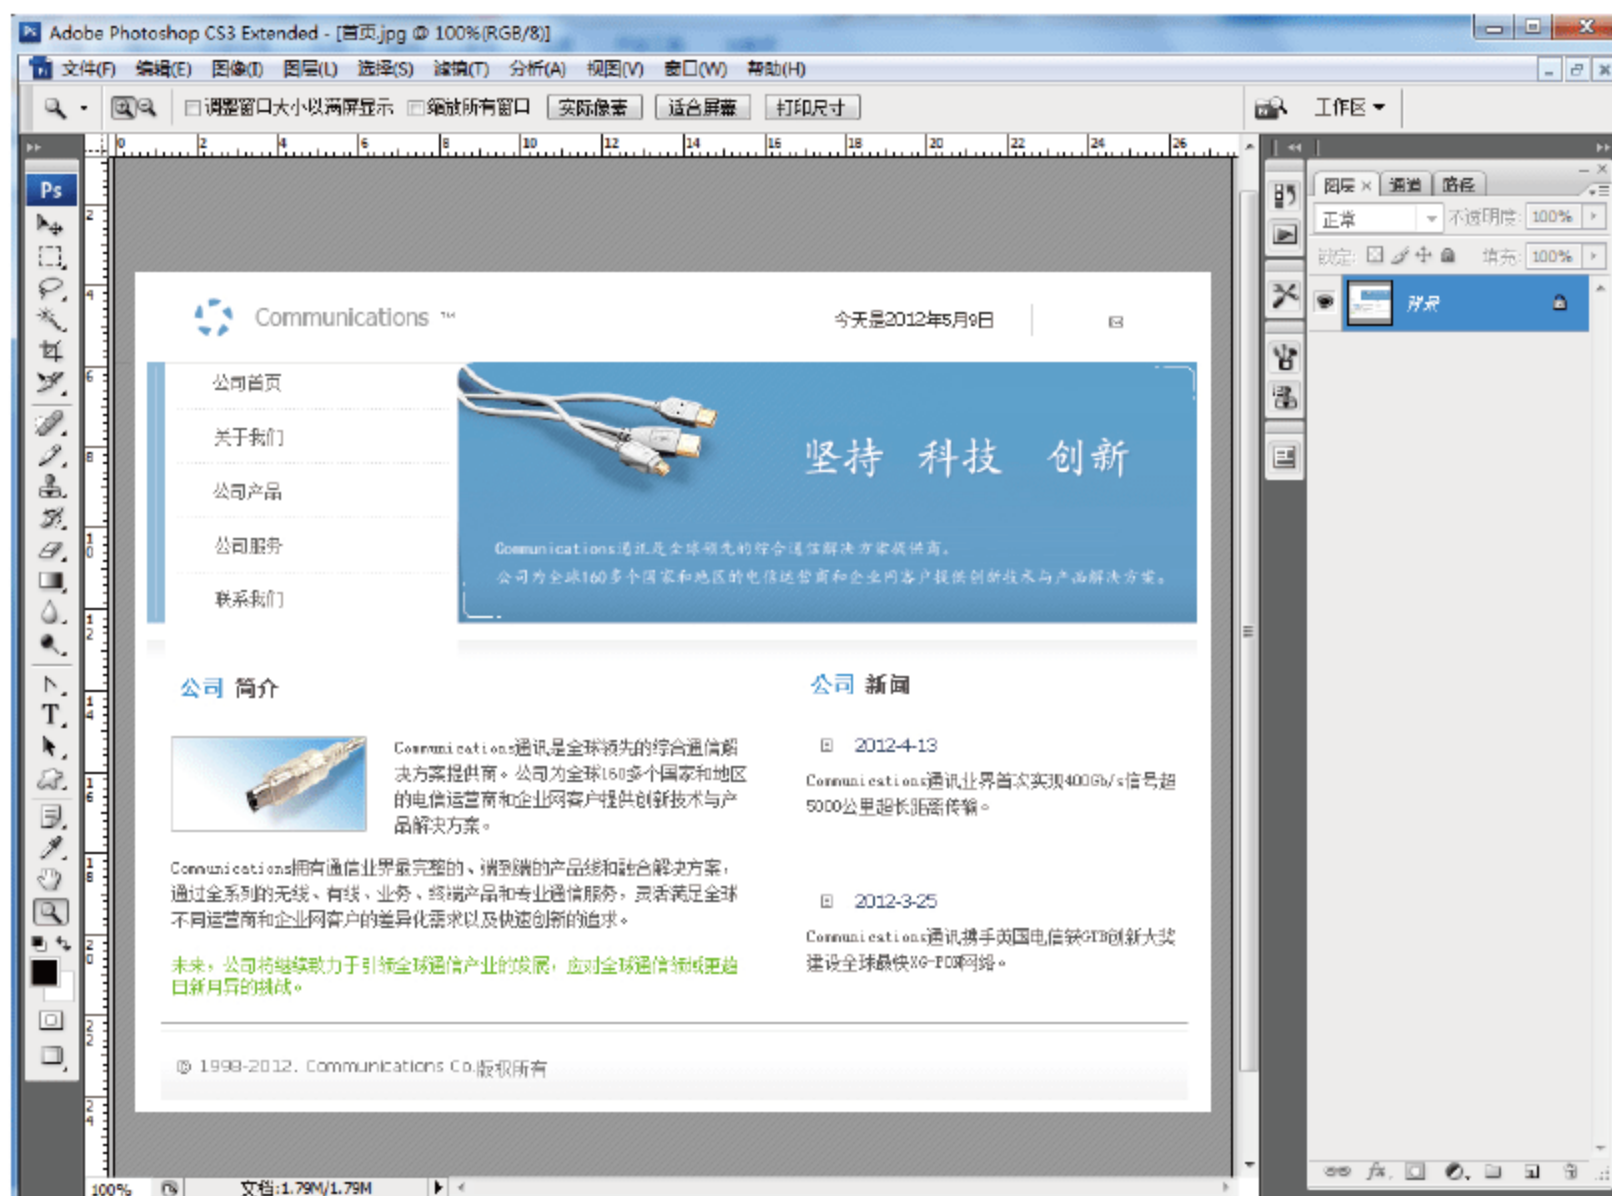 Adobe Photoshop CS3 Extended - [首页.jpg @ 100%(RGB/8)]
文件(F) 编辑(E) 图像(I) 图层(L) 选择(S) 滤镜(T) 分析(A) 视图(V) 窗口(W) 帮助(H)
调整窗口大小以满屏显示 缩放所有窗口 实际像素 适合屏幕 打印尺寸 工作区
0 2 4 6 8 10 12 14 16 18 20 22 24 26
Ps
图层 通道 路径
正常 不透明度: 100%
锁定: 填充: 100%
背景
Communications ™
今天是2012年5月9日
公司首页
关于我们
公司产品
公司服务
联系我们
坚持 科技 创新
Communications通讯是全球领先的综合通信解决方案提供商。
公司为全球160多个国家和地区的电信运营商和企业网客户提供创新技术与产品解决方案。
公司 简介
Communications通讯是全球领先的综合通信解
决方案提供商。公司为全球160多个国家和地区
的电信运营商和企业网客户提供创新技术与产
品解决方案。
Communications拥有通信业界最完整的、端到端的产品线和融合解决方案,
通过全系列的无线、有线、业务、终端产品和专业通信服务, 灵活满足全球
不同运营商和企业网客户的差异化需求以及快速创新的追求。
未来, 公司将继续致力于引领全球通信产业的发展, 应对全球通信领域更趋
日新月异的挑战。
公司 新闻
2012-4-13
Communications通讯业界首次实现400Gb/s信号超
5000公里超长距离传输。
2012-3-25
Communications通讯携手英国电信获GTB创新大奖
建设全球最快XG-PON网络。
© 1998-2012. Communications Co.版权所有
100% 文档:1.79M/1.79M